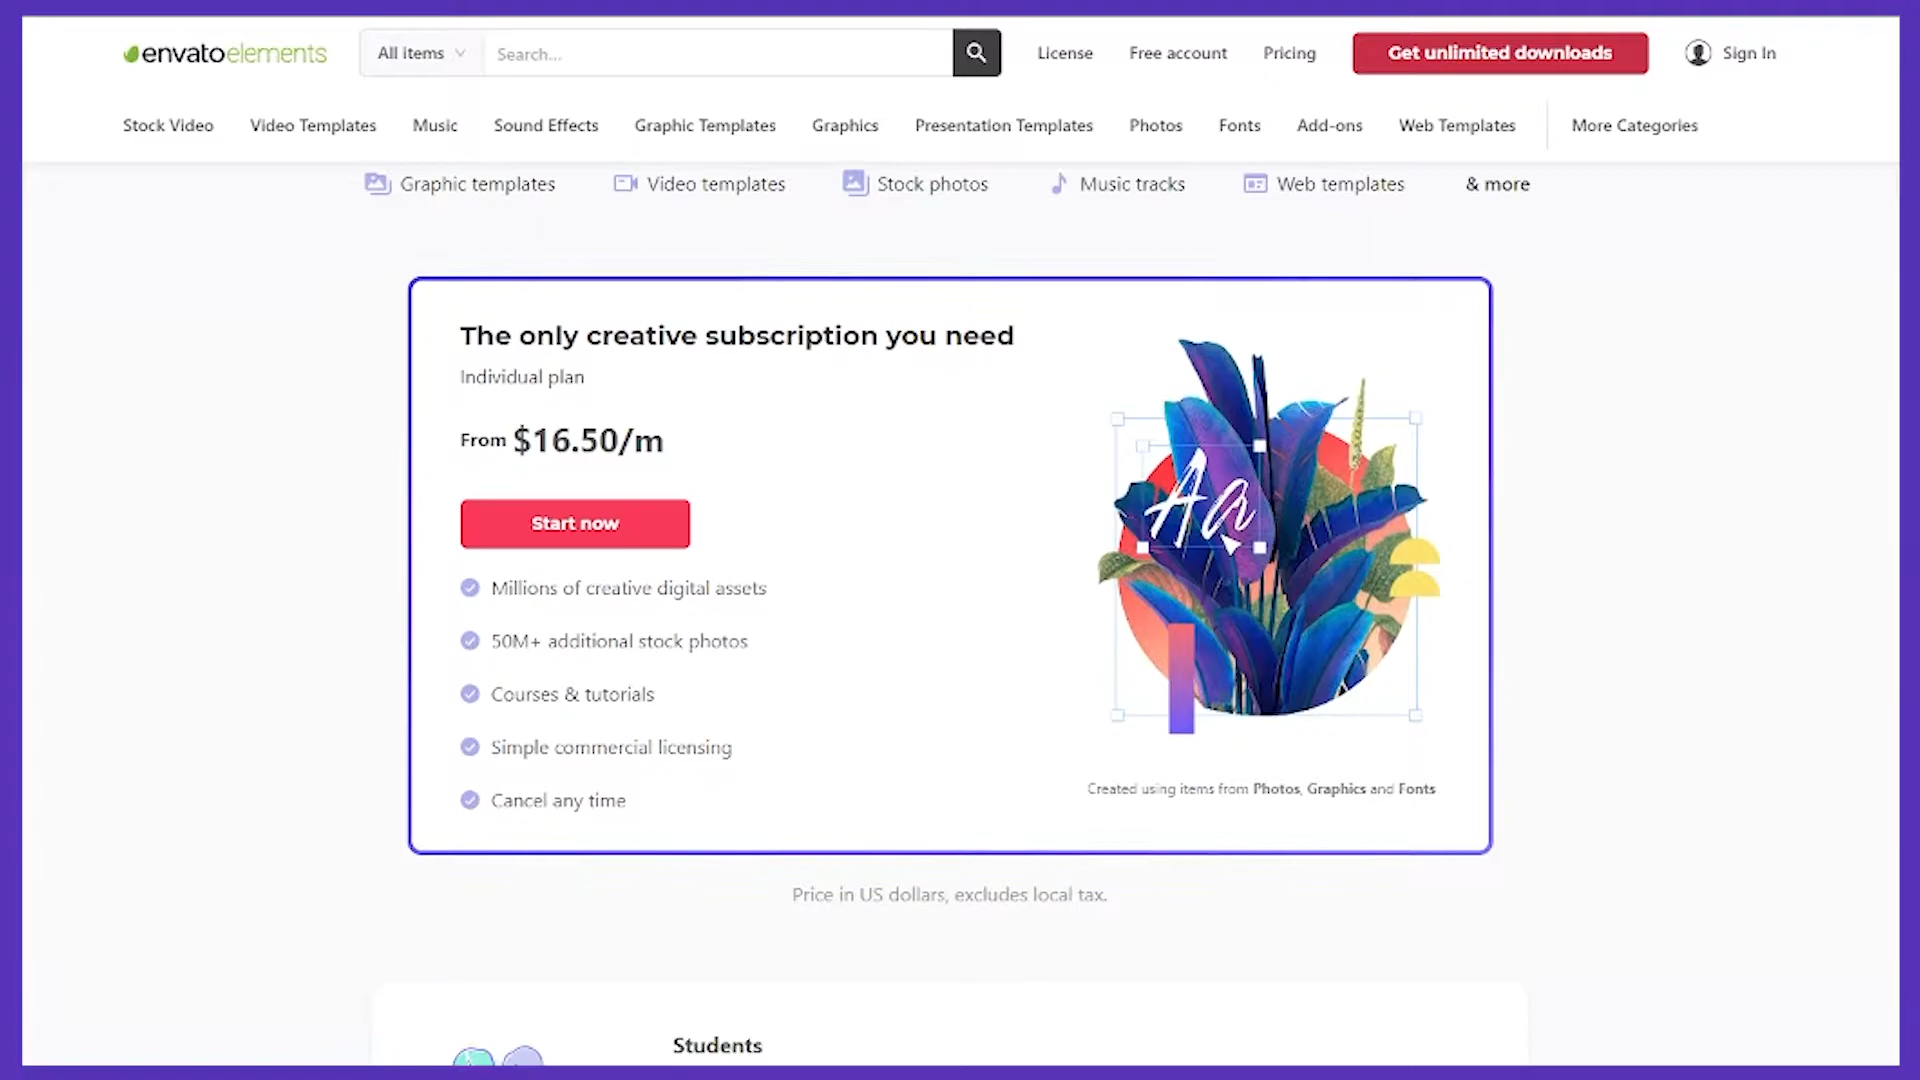 envatoelements All items Search... License Free account Pricing Get unlimited downloads Sign In
Stock Video Video Templates Music Sound Effects Graphic Templates Graphics Presentation Templates Photos Fonts Add-ons Web Templates More Categories
Graphic templates Video templates Stock photos Music tracks Web templates & more
The only creative subscription you need
Individual plan
From $16.50/m
Start now
Millions of creative digital assets
50M+ additional stock photos
Courses & tutorials
Simple commercial licensing
Cancel any time
Aa
Created using items from Photos, Graphics and Fonts
Price in US dollars, excludes local tax.
Students